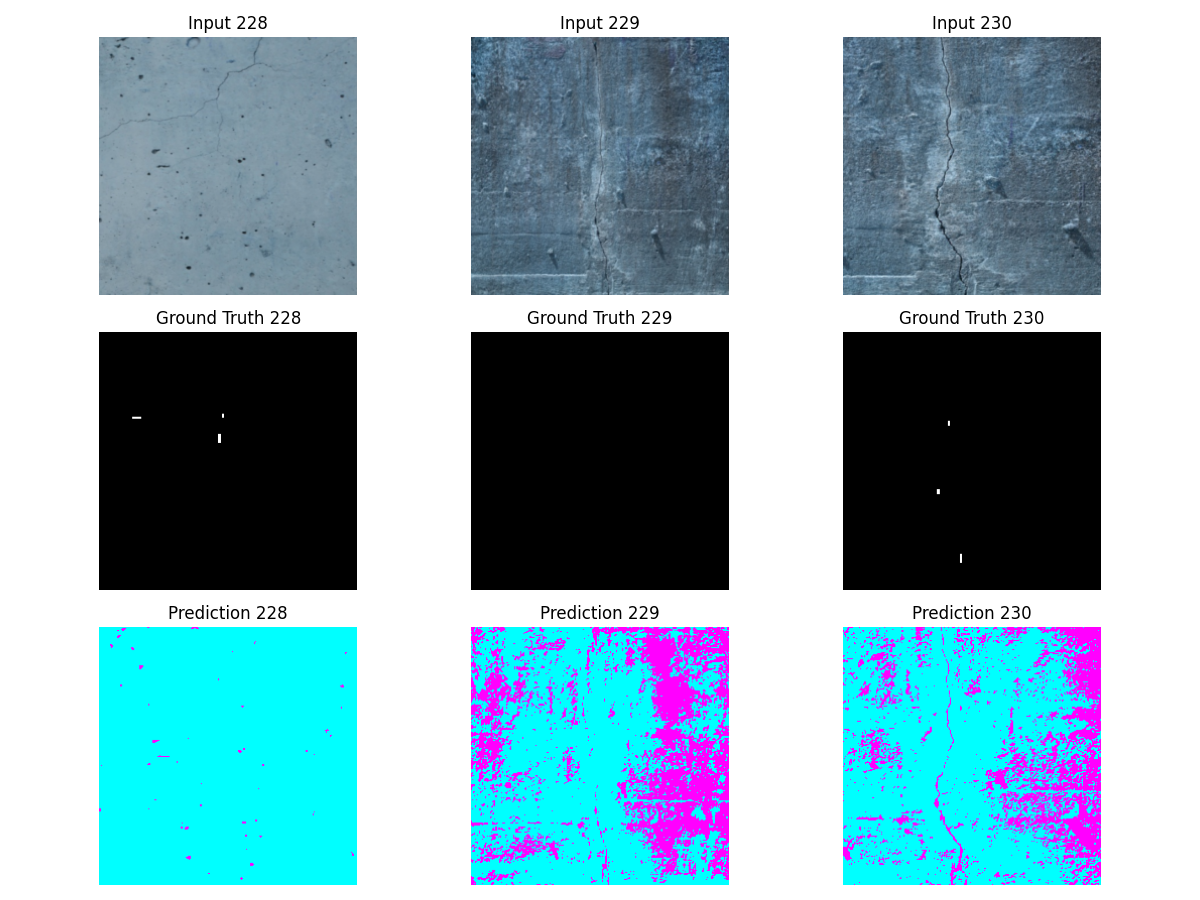 Input 228
Input 229
Input 230
Ground Truth 228
Ground Truth 229
Ground Truth 230
Prediction 228
Prediction 229
Prediction 230